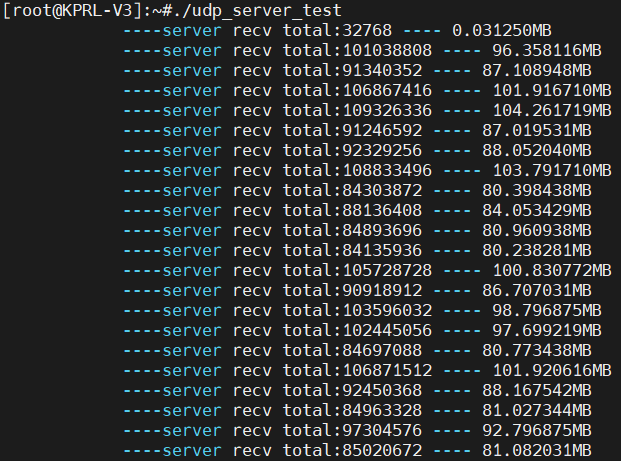 [root@KPRL-V3]:~#./udp_server_test
----server recv total:32768 ---- 0.031250MB
----server recv total:101038808 ---- 96.358116MB
----server recv total:91340352 ---- 87.108948MB
----server recv total:106867416 ---- 101.916710MB
----server recv total:109326336 ---- 104.261719MB
----server recv total:91246592 ---- 87.019531MB
----server recv total:92329256 ---- 88.052040MB
----server recv total:108833496 ---- 103.791710MB
----server recv total:84303872 ---- 80.398438MB
----server recv total:88136408 ---- 84.053429MB
----server recv total:84893696 ---- 80.960938MB
----server recv total:84135936 ---- 80.238281MB
----server recv total:105728728 ---- 100.830772MB
----server recv total:90918912 ---- 86.707031MB
----server recv total:103596032 ---- 98.796875MB
----server recv total:102445056 ---- 97.699219MB
----server recv total:84697088 ---- 80.773438MB
----server recv total:106871512 ---- 101.920616MB
----server recv total:92450368 ---- 88.167542MB
----server recv total:84963328 ---- 81.027344MB
----server recv total:97304576 ---- 92.796875MB
----server recv total:85020672 ---- 81.082031MB